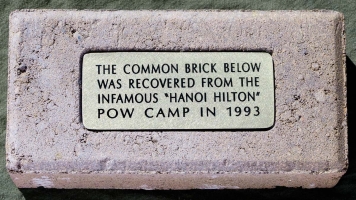 THE COMMON BRICK BELOW
WAS RECOVERED FROM THE
INFAMOUS "HANOI HILTON"
POW CAMP IN 1993